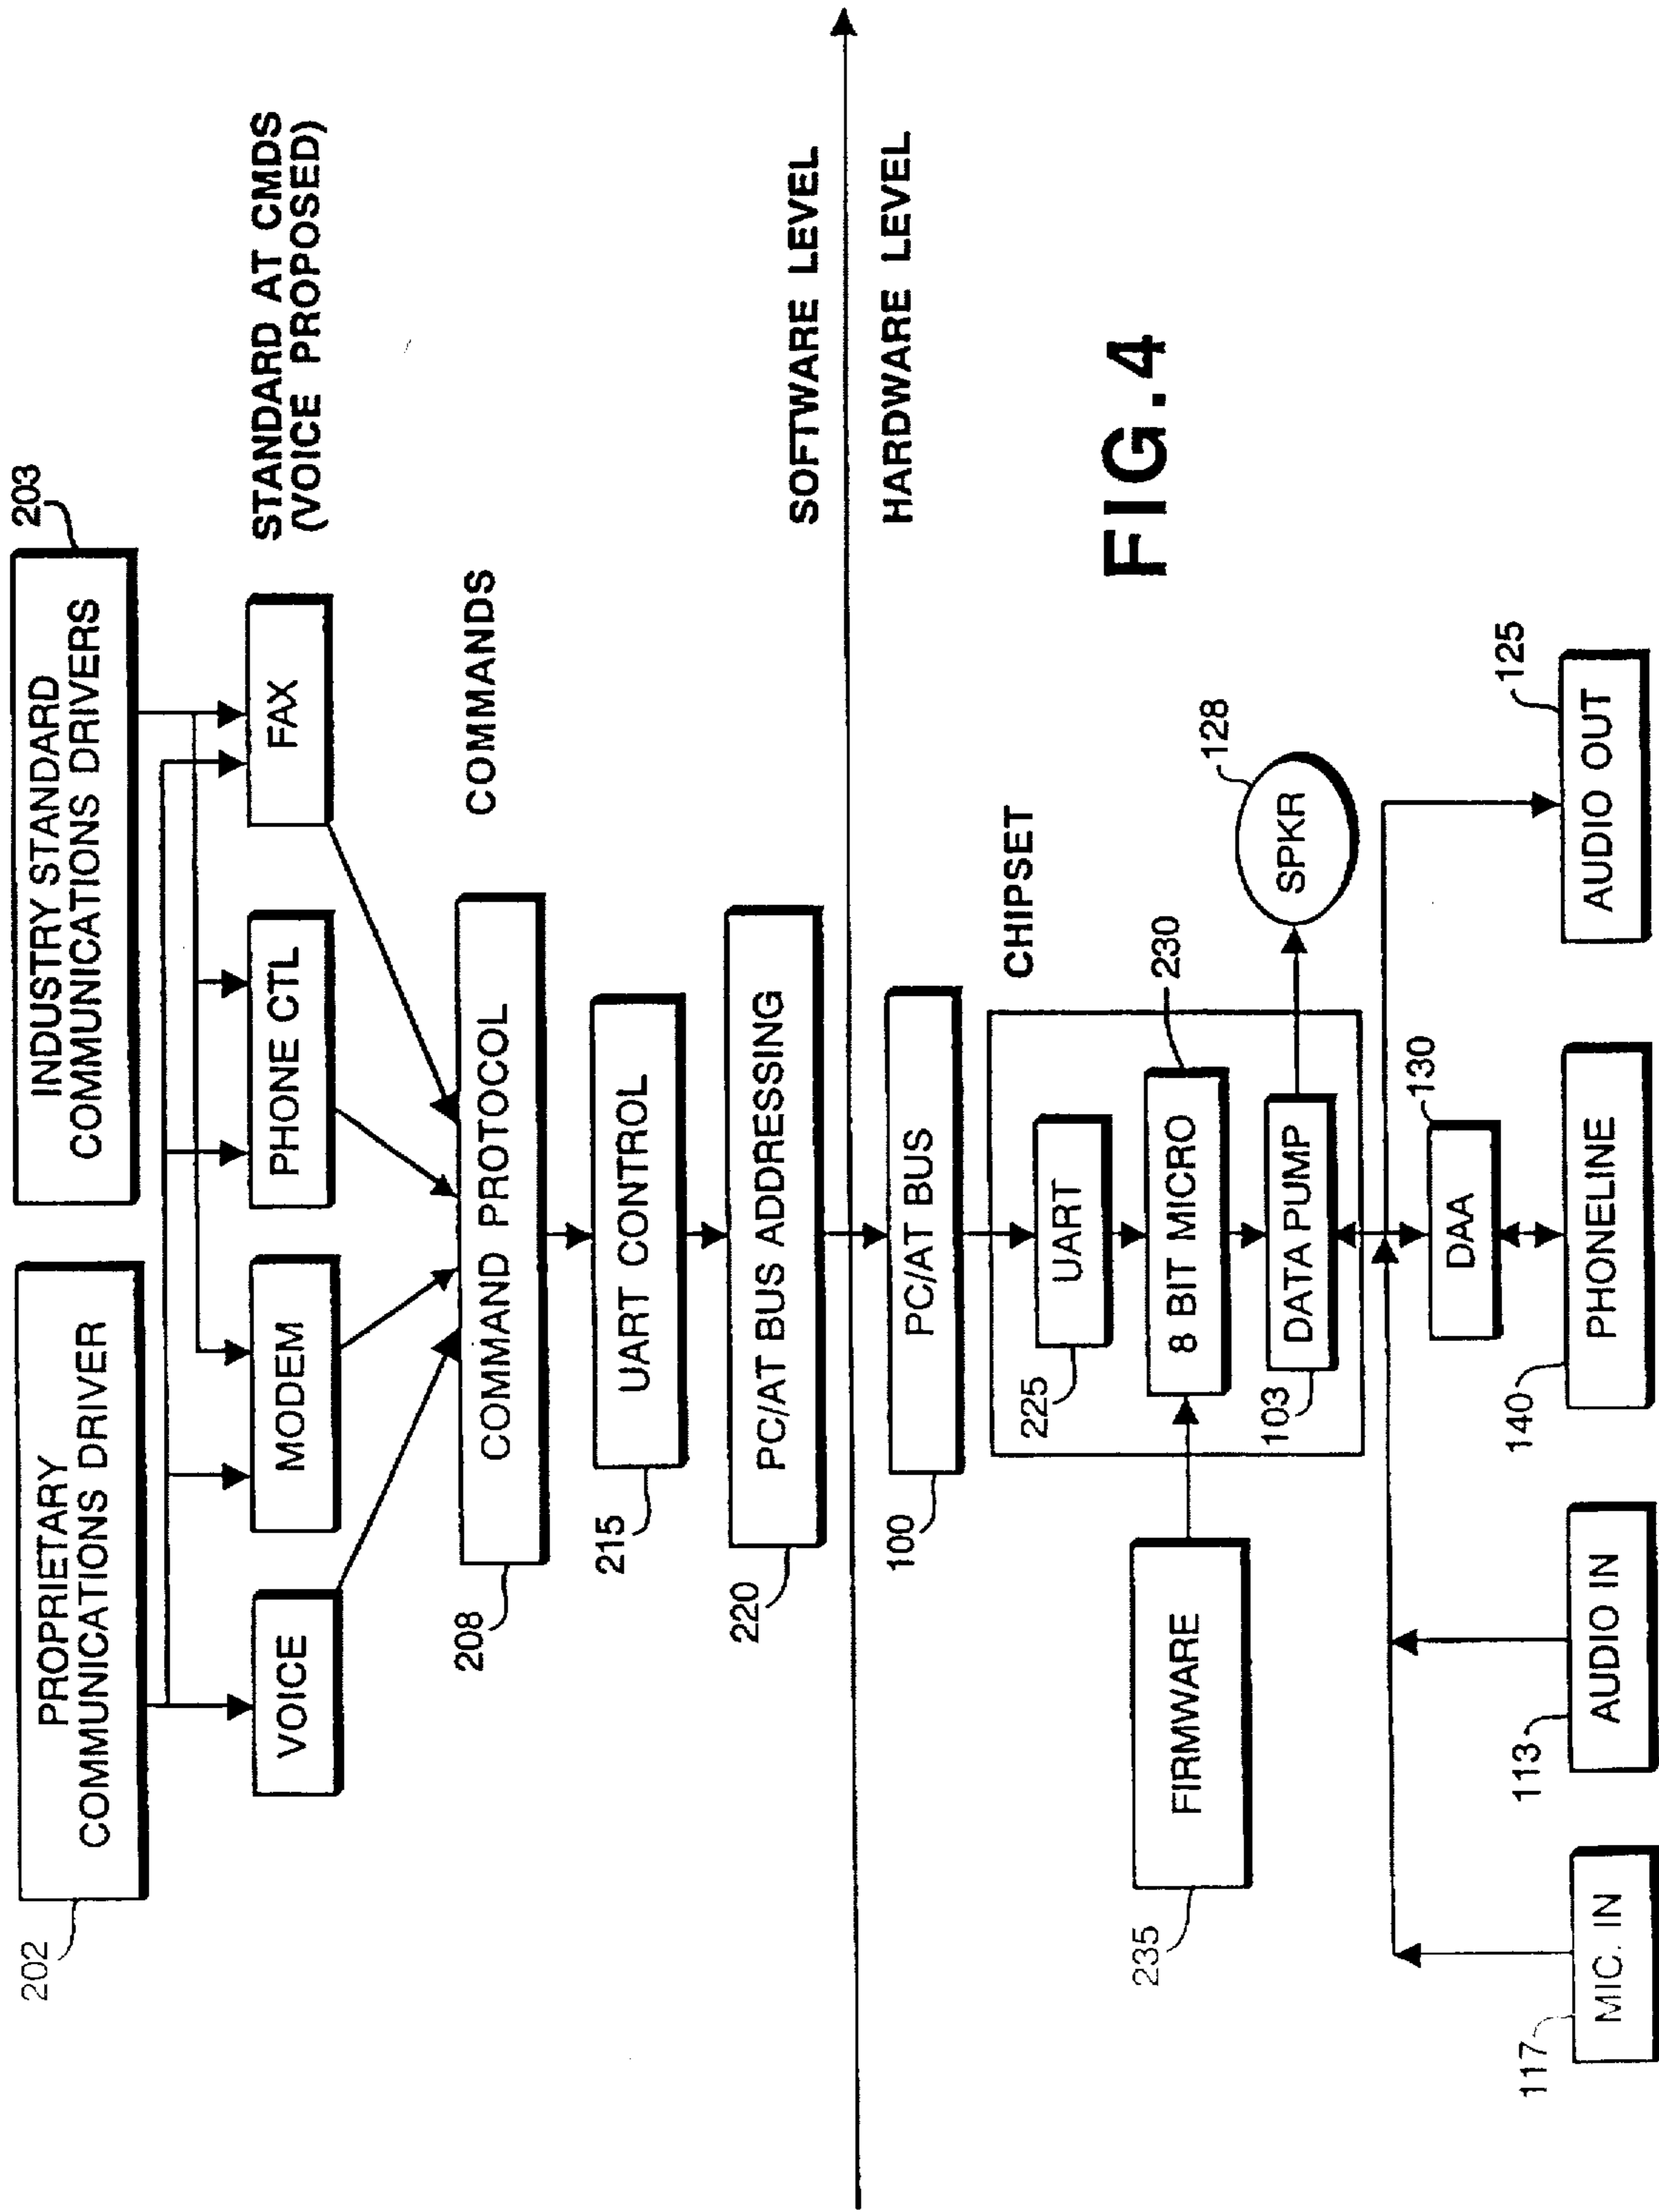 PROPRIETARY
COMMUNICATIONS DRIVER
202
INDUSTRY STANDARD
COMMUNICATIONS DRIVERS
203
VOICE
MODEM
PHONE CTL
FAX
STANDARD AT CMDS
(VOICE PROPOSED)
COMMAND PROTOCOL
208
COMMANDS
UART CONTROL
215
PC/AT BUS ADDRESSING
220
SOFTWARE LEVEL
HARDWARE LEVEL
PC/AT BUS
100
CHIPSET
UART
225
8 BIT MICRO
230
FIRMWARE
235
DATA PUMP
103
SPKR
128
FIG.4
DAA
130
MIC. IN
117
AUDIO IN
113
PHONELINE
140
AUDIO OUT
125